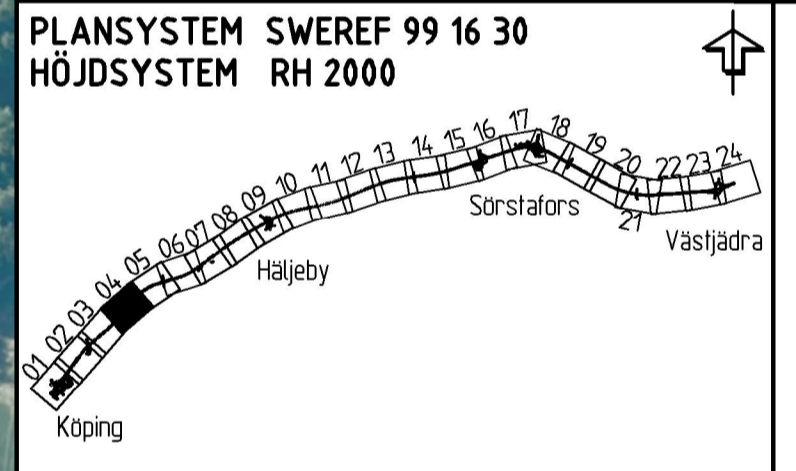 PLANSYSTEM SWEREF 99 16 30
HÖJDSYSTEM RH 2000
01 02 03 04 05 06 07 08 09 10 11 12 13 14 15 16 17 18 19 20 21 22 23 24
Sörstafors
Västjädra
Häljeby
Köping